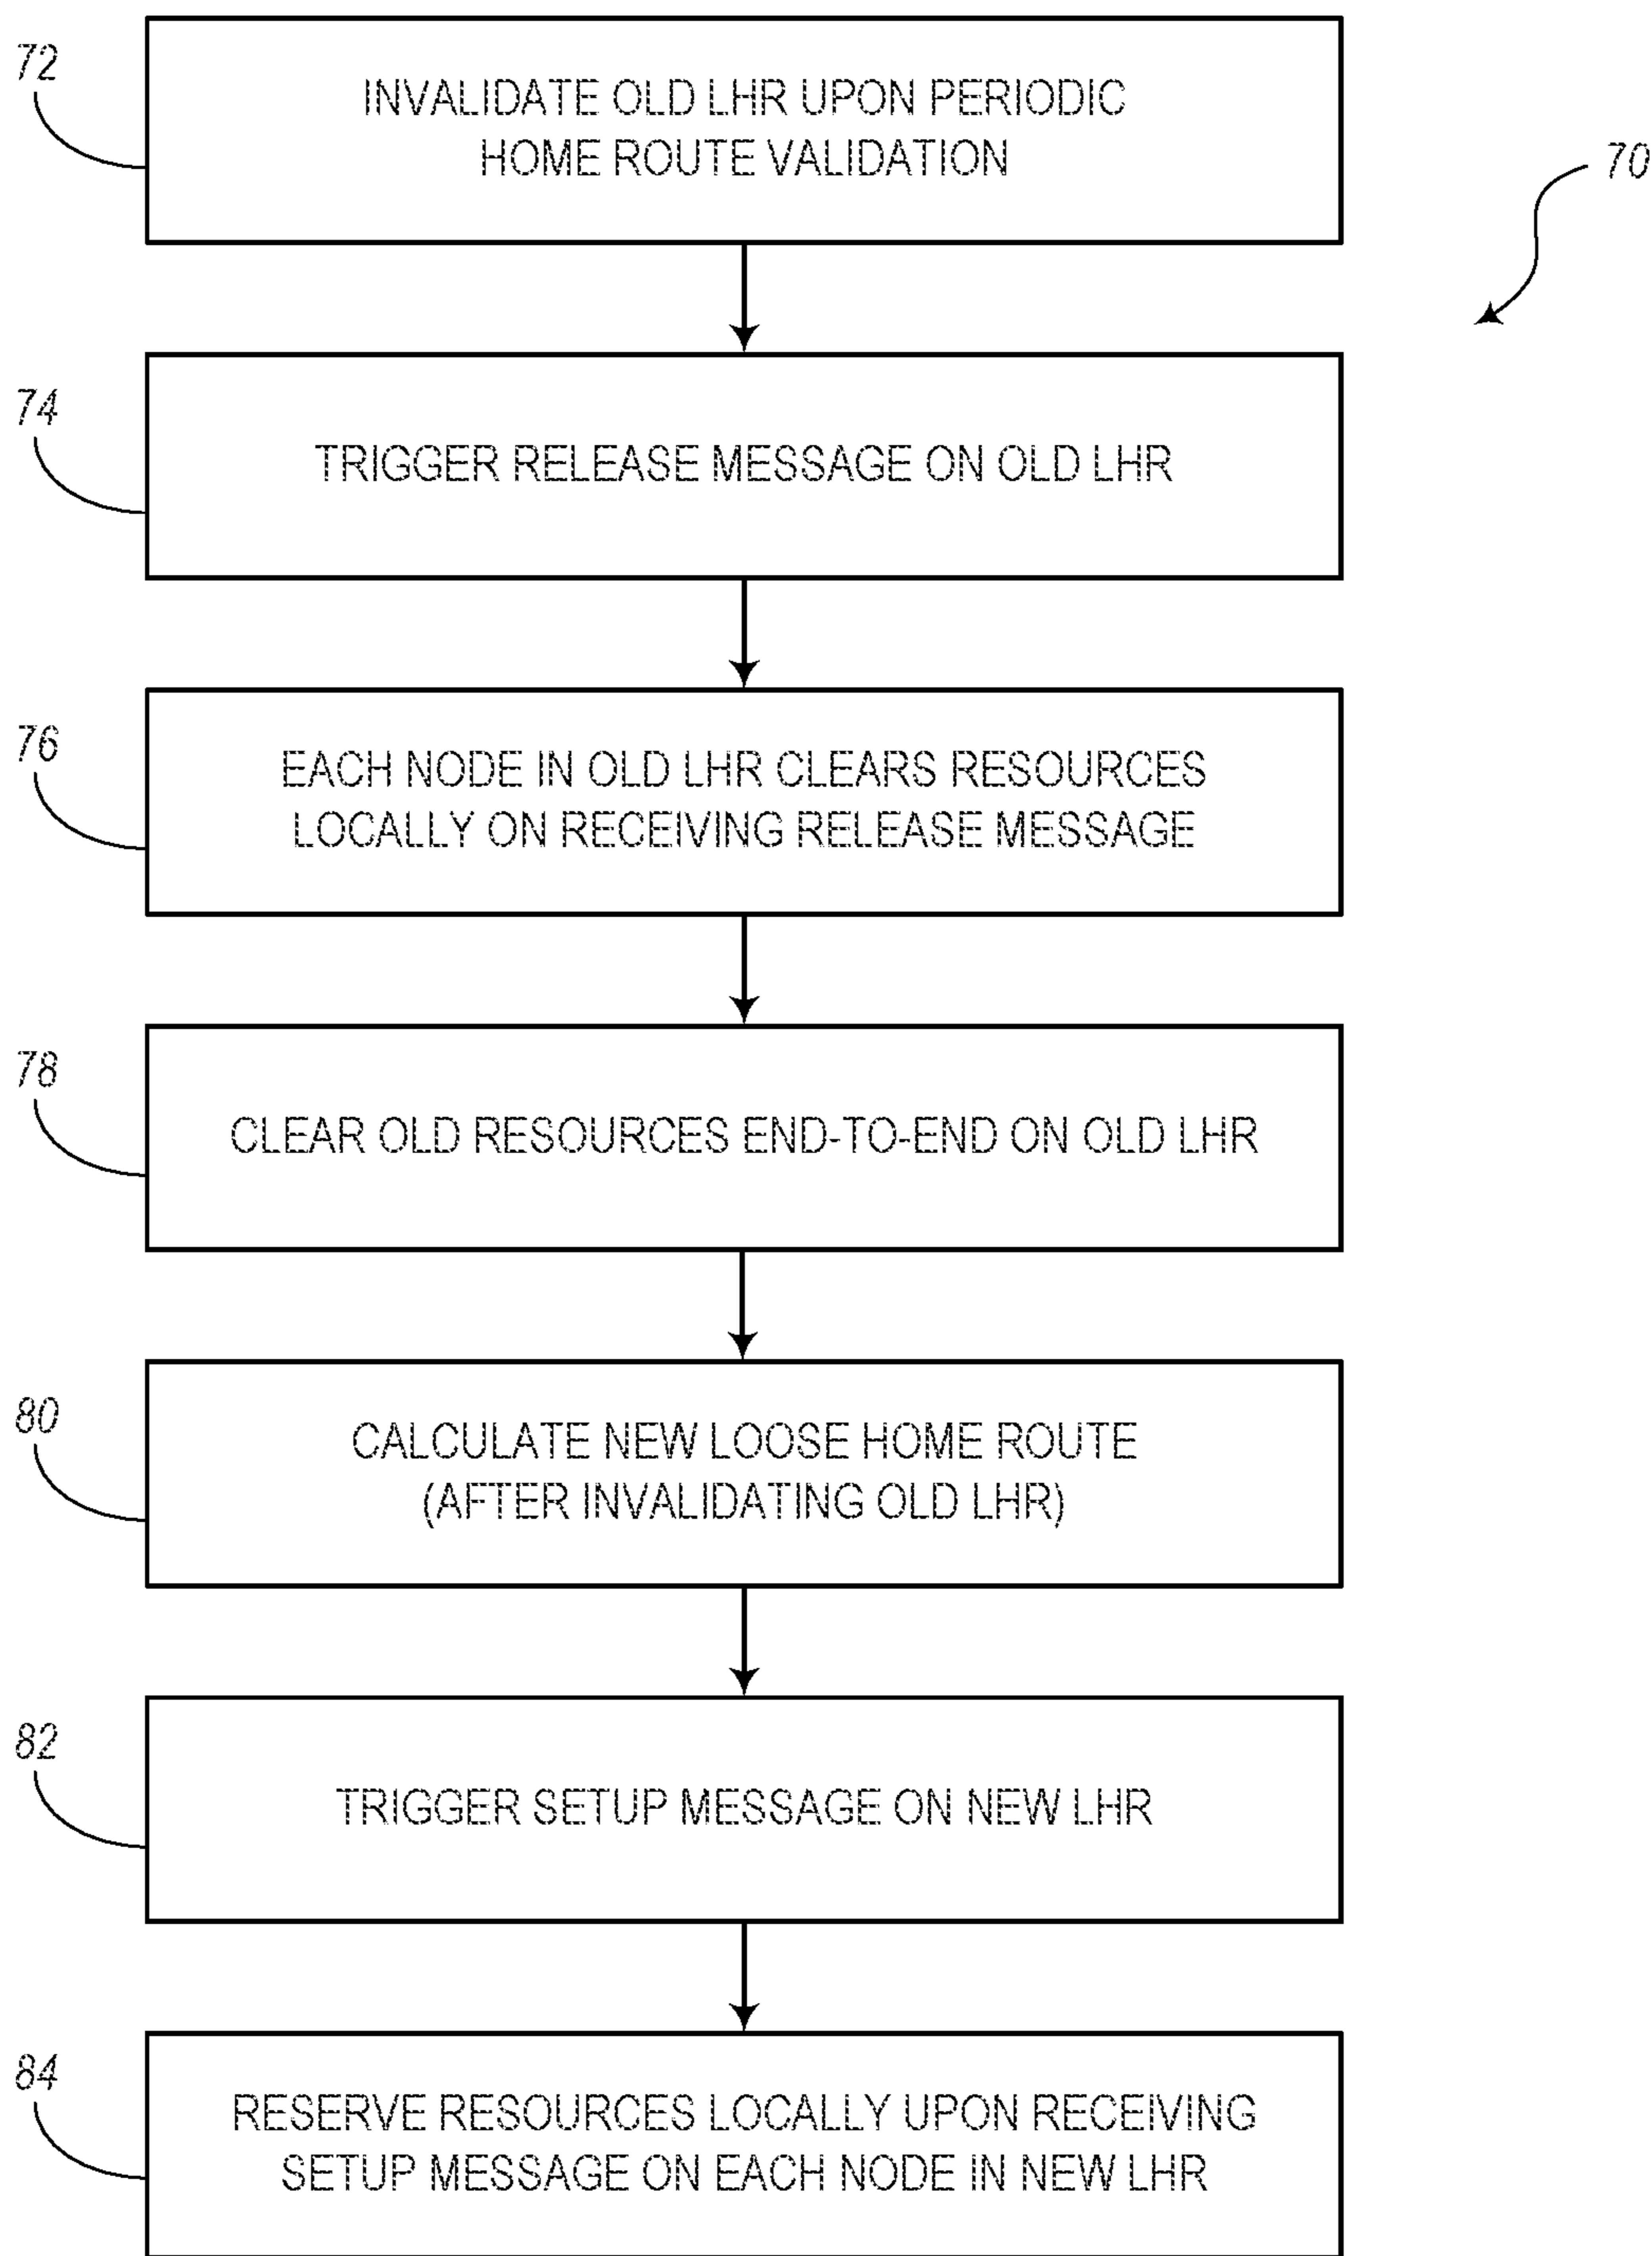 72
INVALIDATE OLD LHR UPON PERIODIC
HOME ROUTE VALIDATION
70
74
TRIGGER RELEASE MESSAGE ON OLD LHR
76
EACH NODE IN OLD LHR CLEARS RESOURCES
LOCALLY ON RECEIVING RELEASE MESSAGE
78
CLEAR OLD RESOURCES END-TO-END ON OLD LHR
80
CALCULATE NEW LOOSE HOME ROUTE
(AFTER INVALIDATING OLD LHR)
82
TRIGGER SETUP MESSAGE ON NEW LHR
84
RESERVE RESOURCES LOCALLY UPON RECEIVING
SETUP MESSAGE ON EACH NODE IN NEW LHR